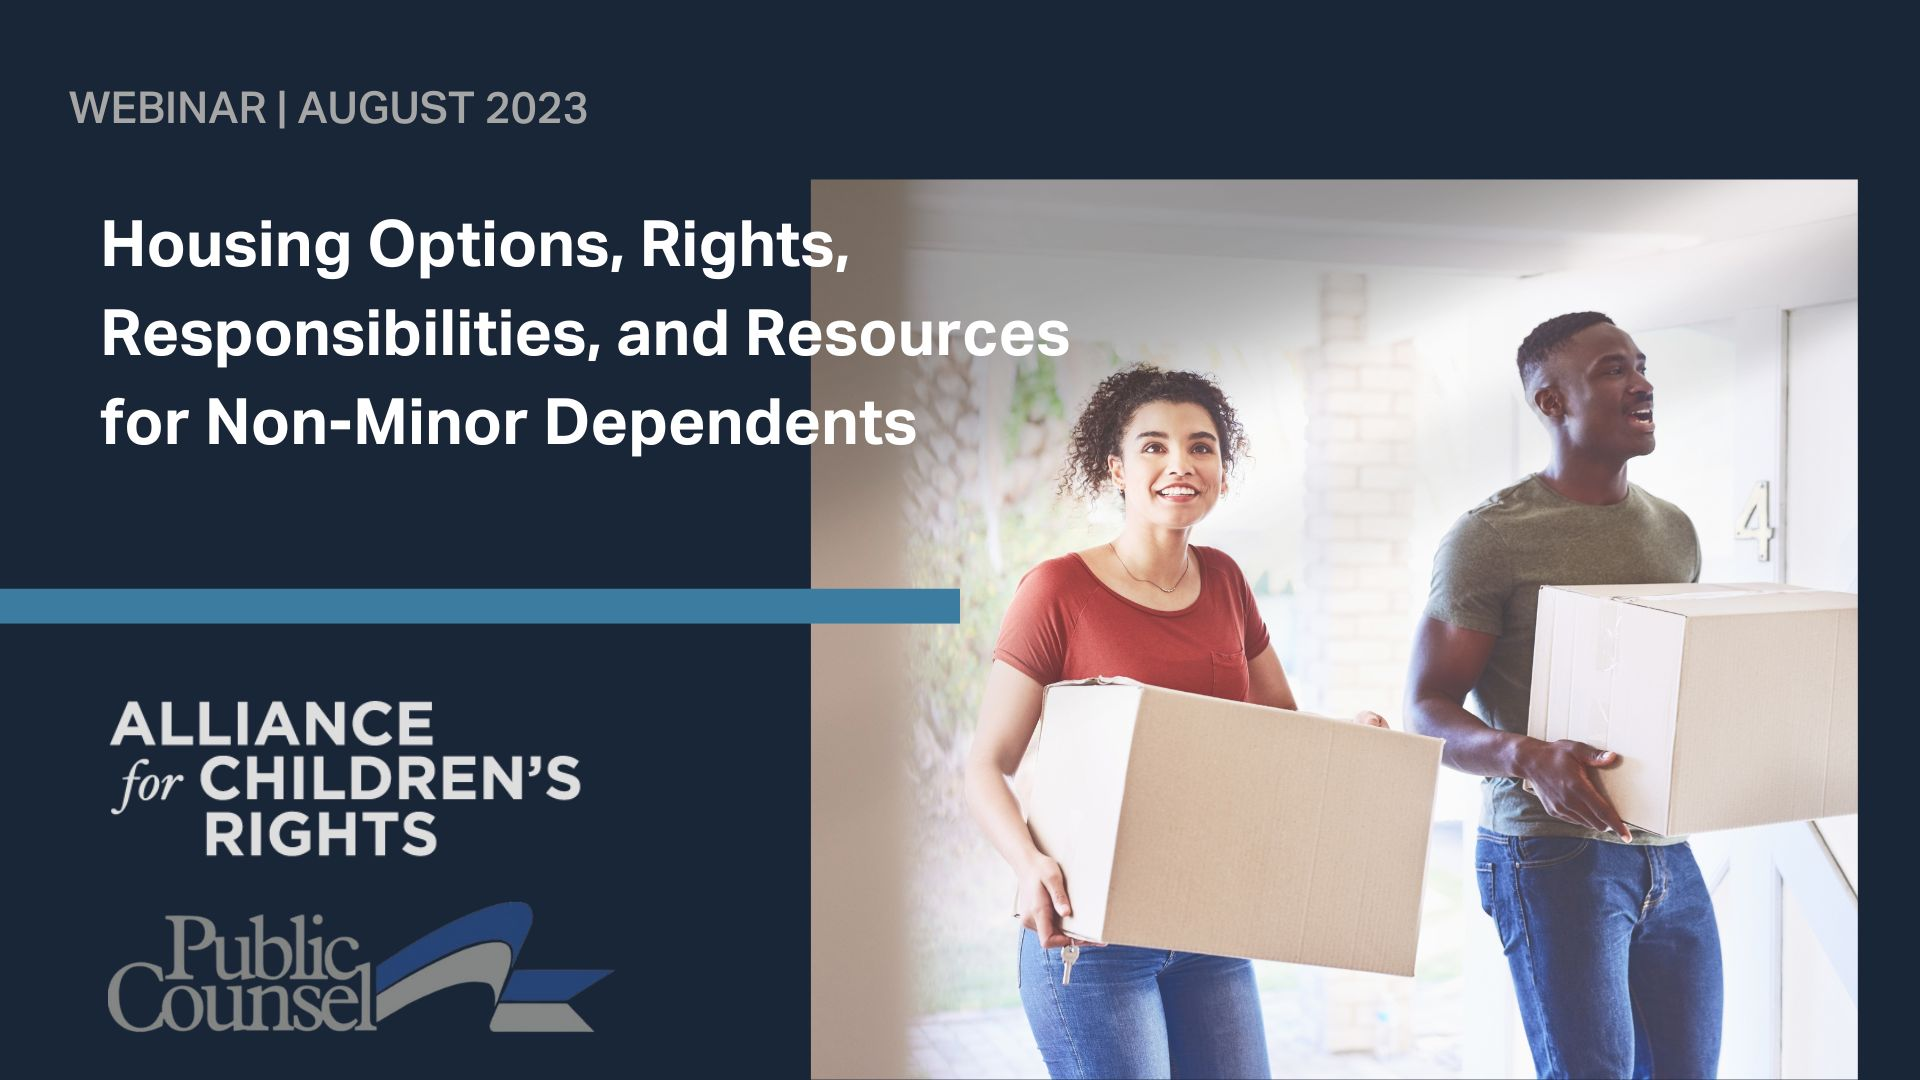 WEBINAR | AUGUST 2023
Housing Options, Rights,
Responsibilities, and Resources
for Non-Minor Dependents
4
ALLIANCE
for CHILDREN'S
RIGHTS
Public
Counsel